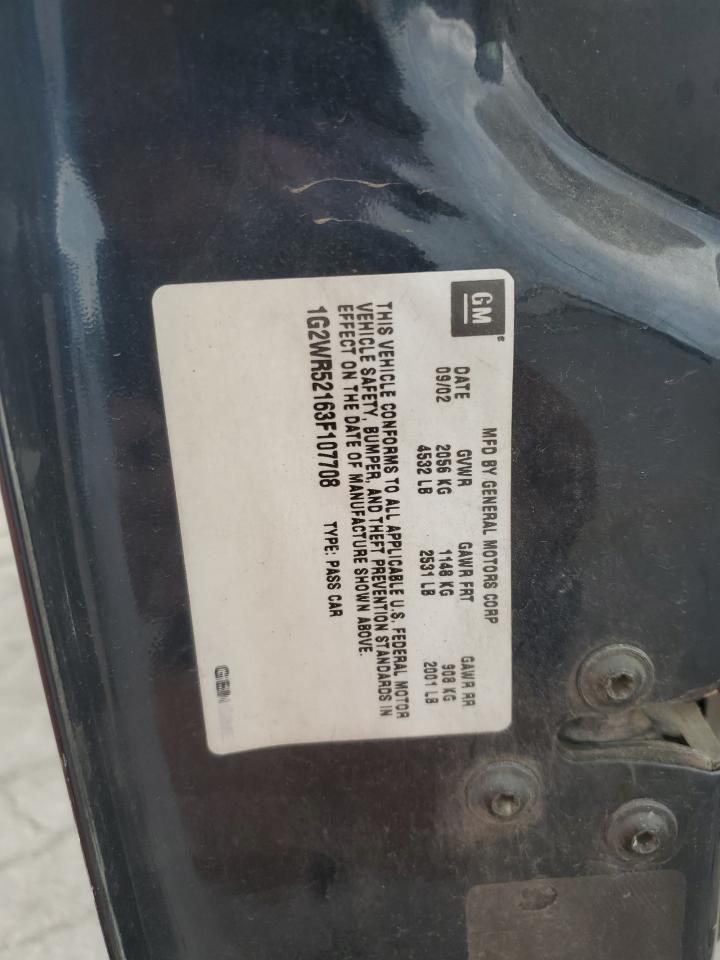 GM
MFD BY GENERAL MOTORS CORP
DATE GVWR GAWR FRT GAWR RR
09/02 2056 KG 1148 KG 908 KG
4532 LB 2531 LB 2001 LB
THIS VEHICLE CONFORMS TO ALL APPLICABLE U.S. FEDERAL MOTOR
VEHICLE SAFETY, BUMPER, AND THEFT PREVENTION STANDARDS IN
EFFECT ON THE DATE OF MANUFACTURE SHOWN ABOVE.
1G2WR52163F107708 TYPE: PASS CAR